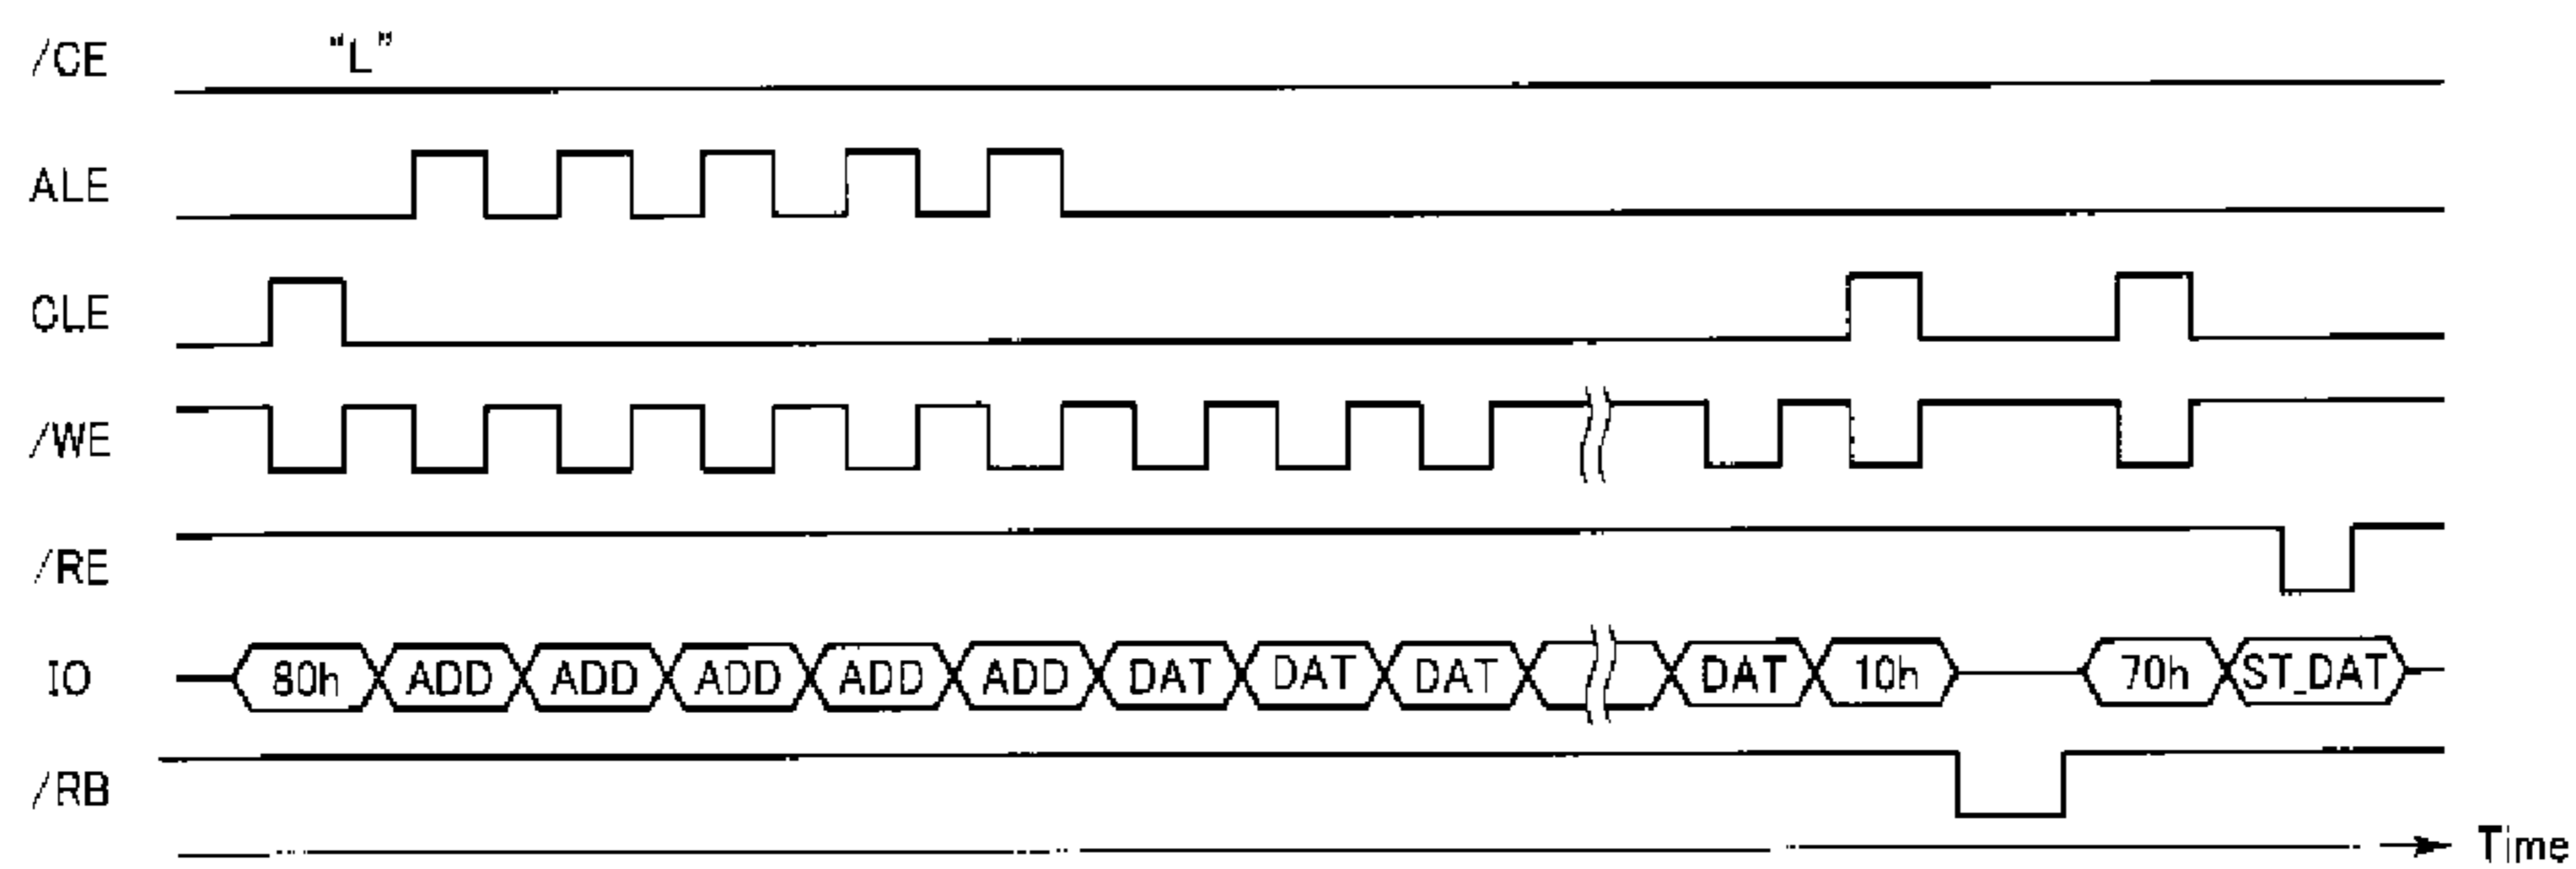 /CE "L"
ALE
CLE
/WE
/RE
IO 80h ADD ADD ADD ADD ADD DAT DAT DAT DAT 10h 70h ST_DAT
/RB
Time